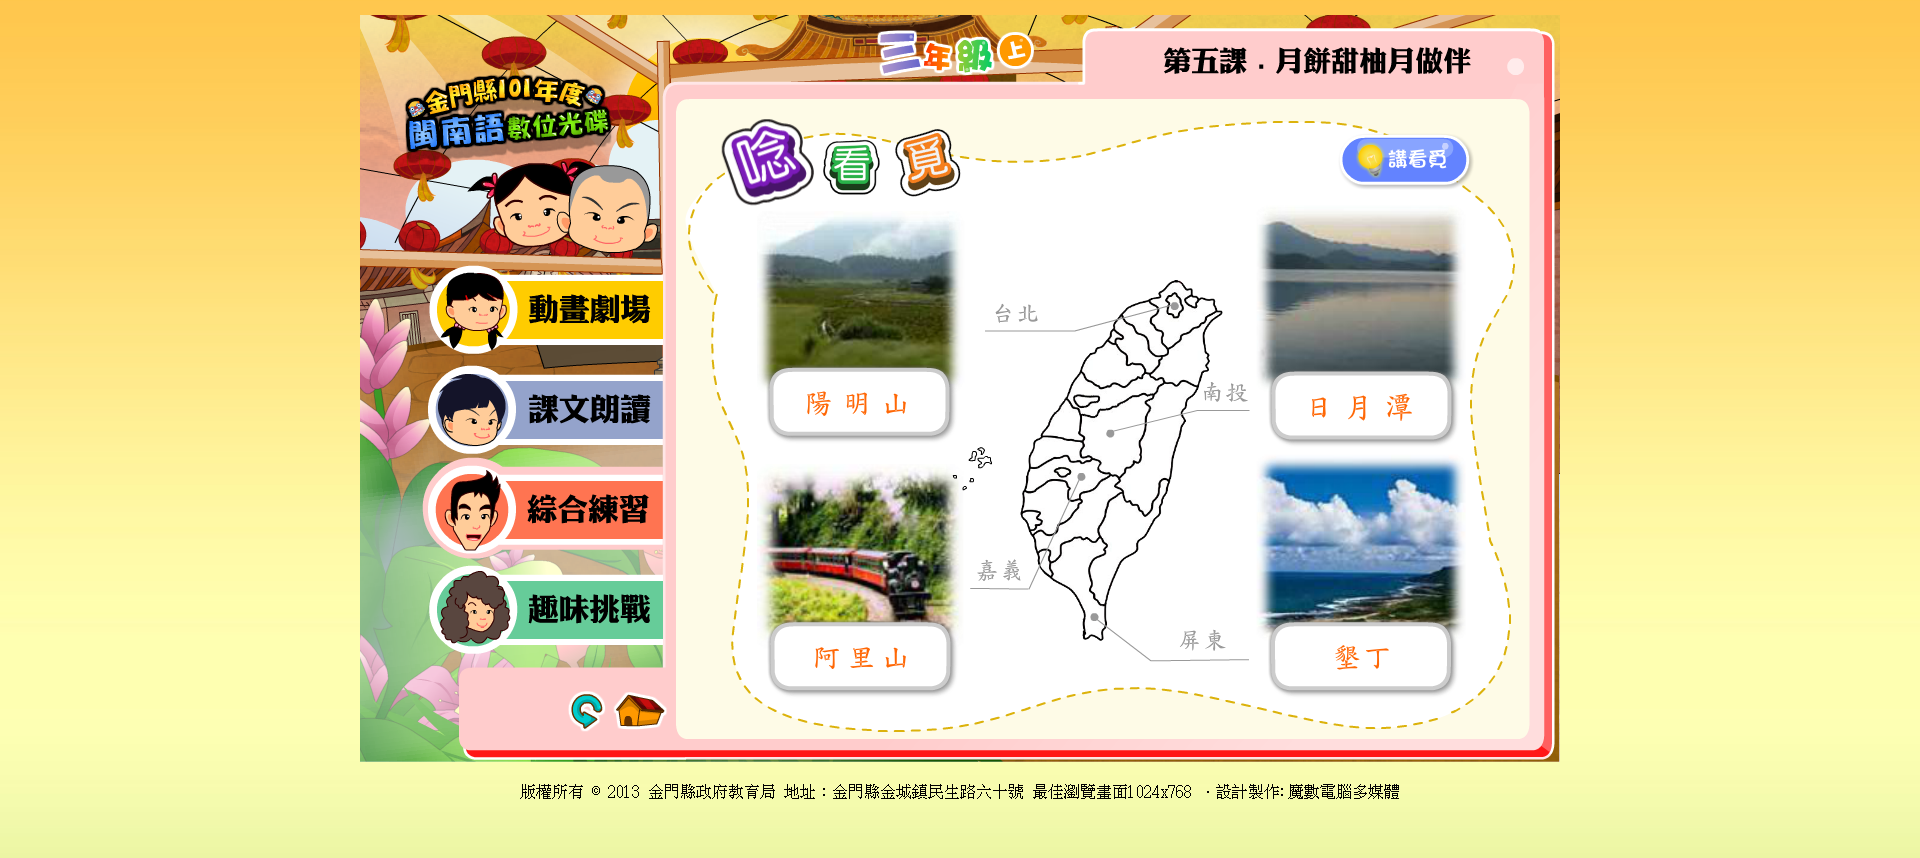 三年級上
第五課．月餅甜柚月做伴
金門縣101年度
閩南語數位光碟
唸看覓
講看覓
動畫劇場
課文朗讀
綜合練習
趣味挑戰
台北
南投
嘉義
屏東
陽明山
日月潭
阿里山
墾丁
版權所有 © 2013 金門縣政府教育局 地址：金門縣金城鎮民生路六十號 最佳瀏覽畫面1024x768 ‧設計製作: 魔數電腦多媒體